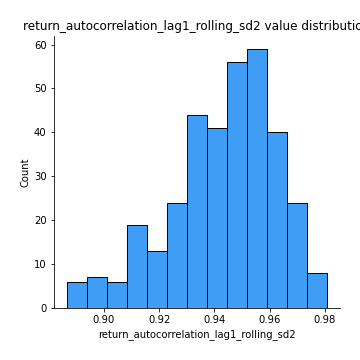 return_autocorrelation_lag1_rolling_sd2 value distributio
60
50
40
30
20
10
0
Count
0.90 0.92 0.94 0.96 0.98
return_autocorrelation_lag1_rolling_sd2